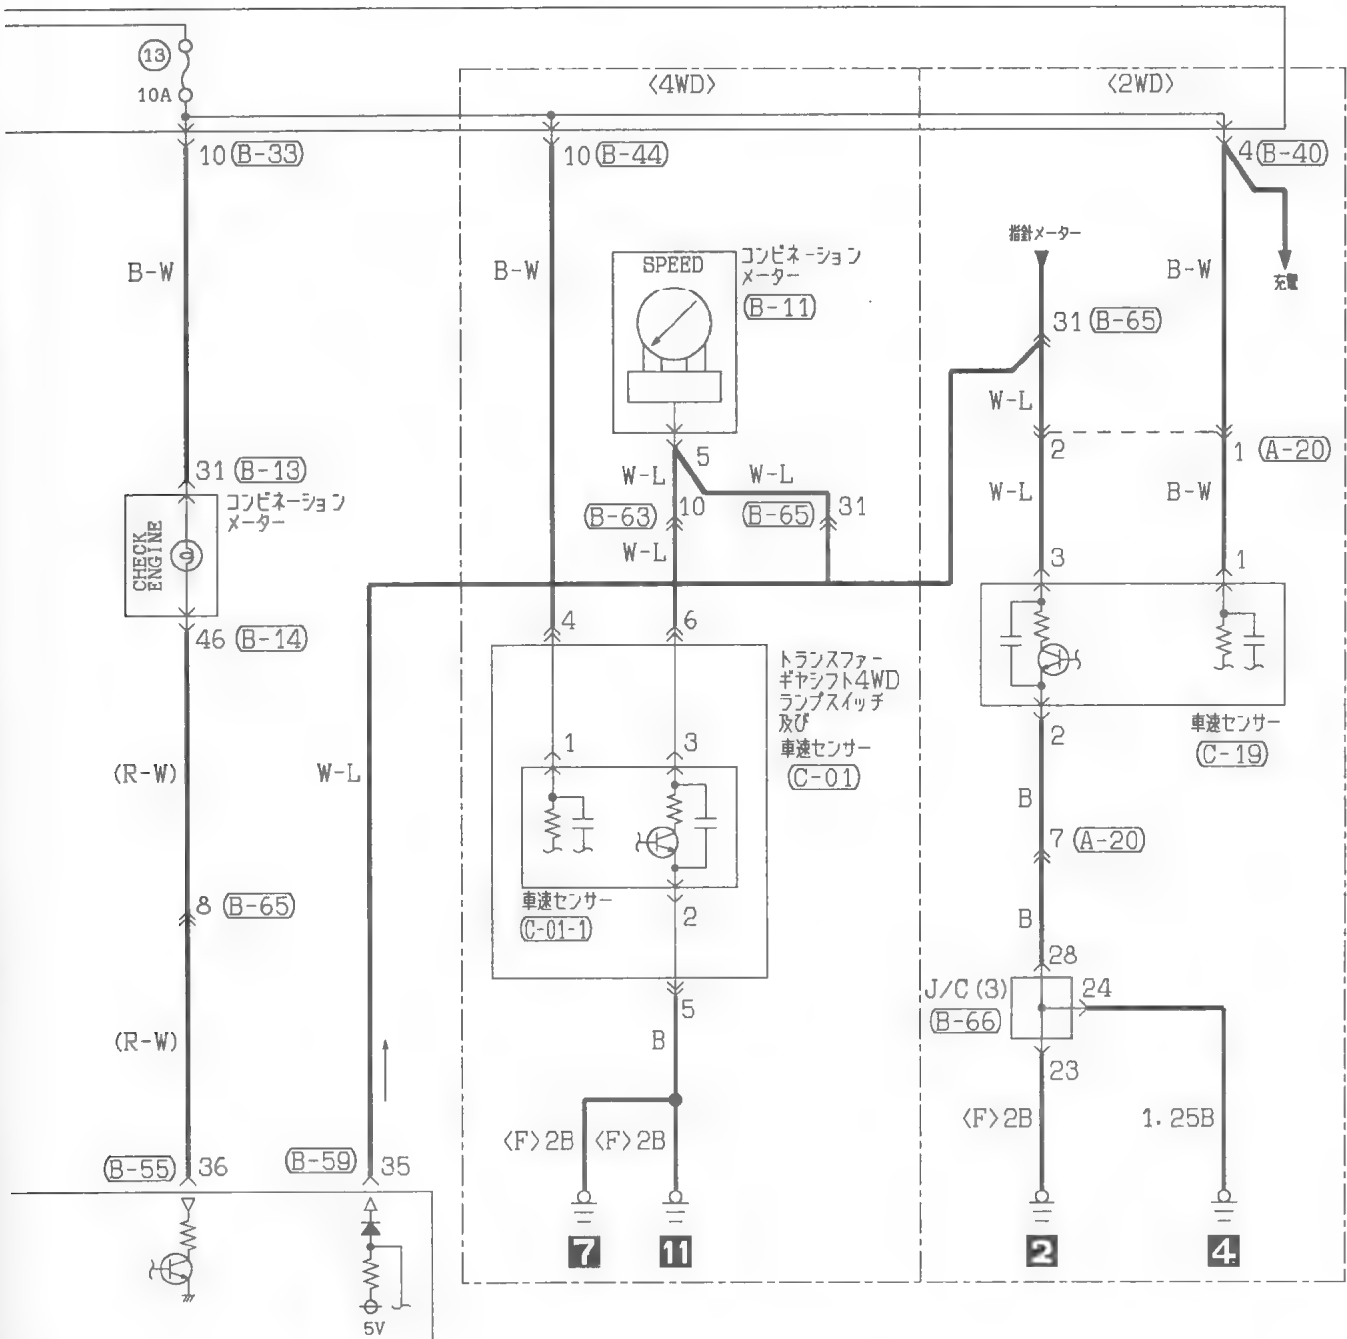 13
10A
〈4WD〉
〈2WD〉
10 (B-33)
10 (B-44)
4 (B-40)
指針メーター
B-W
B-W
SPEED
コンビネーション
メーター
(B-11)
B-W
充電
31 (B-65)
W-L
5
W-L
W-L
2
1 (A-20)
31 (B-13)
コンビネーション
メーター
CHECK
ENGINE
(B-63)
10
(B-65)
31
W-L
B-W
W-L
3
1
46 (B-14)
4
6
トランスファー
ギヤシフト4WD
ランプスイッチ
及び
車速センサー
(C-01)
2
車速センサー
(C-19)
(R-W)
W-L
1
3
B
7 (A-20)
8 (B-65)
車速センサー
(C-01-1)
2
B
28
J/C (3)
(B-66)
24
5
(R-W)
B
23
〈F〉2B
〈F〉2B
〈F〉2B
1.25B
(B-55) 36
(B-59) 35
7
11
2
4
5V